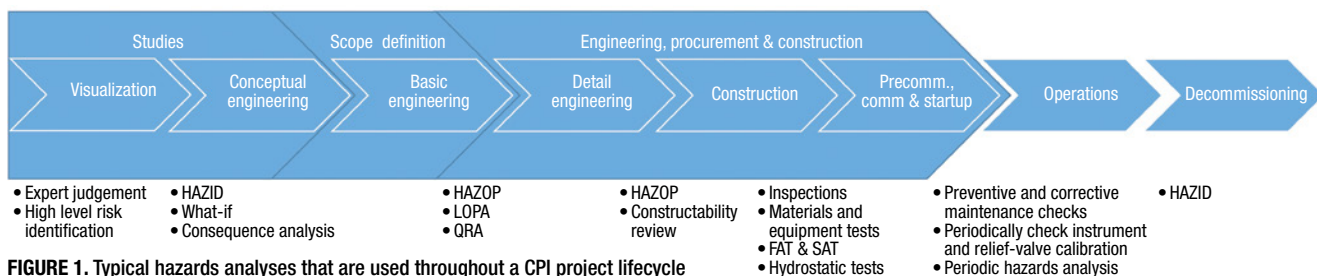 Studies
Scope definition
Engineering, procurement & construction
Visualization
Conceptual
engineering
Basic
engineering
Detail
engineering
Construction
Precomm.,
comm & startup
Operations
Decommissioning
• Expert judgement
• High level risk
identification
• HAZID
• What-if
• Consequence analysis
• HAZOP
• LOPA
• QRA
• HAZOP
• Constructability
review
• Inspections
• Materials and
equipment tests
• FAT & SAT
• Hydrostatic tests
• Preventive and corrective
maintenance checks
• Periodically check instrument
and relief-valve calibration
• Periodic hazards analysis
• HAZID
FIGURE 1. Typical hazards analyses that are used throughout a CPI project lifecycle